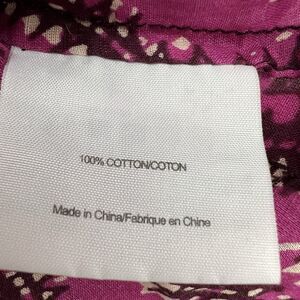 100% COTTON/COTON
Made in China/Fabrique en Chine